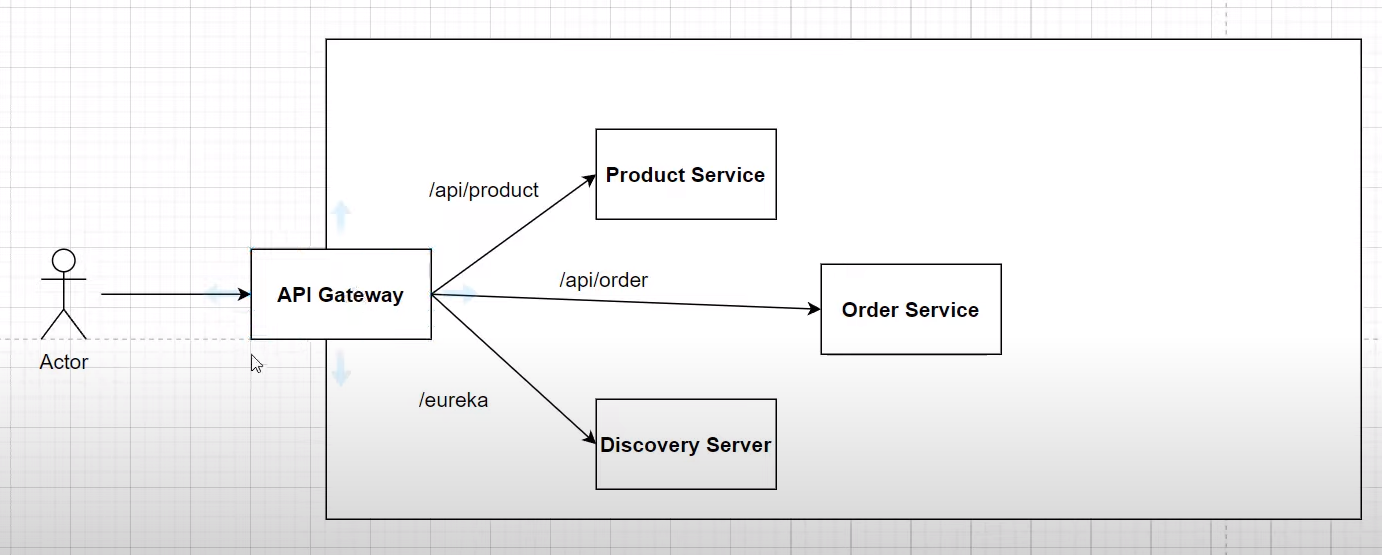 Product Service
/api/product
/api/order
API Gateway
Order Service
Actor
/eureka
Discovery Server